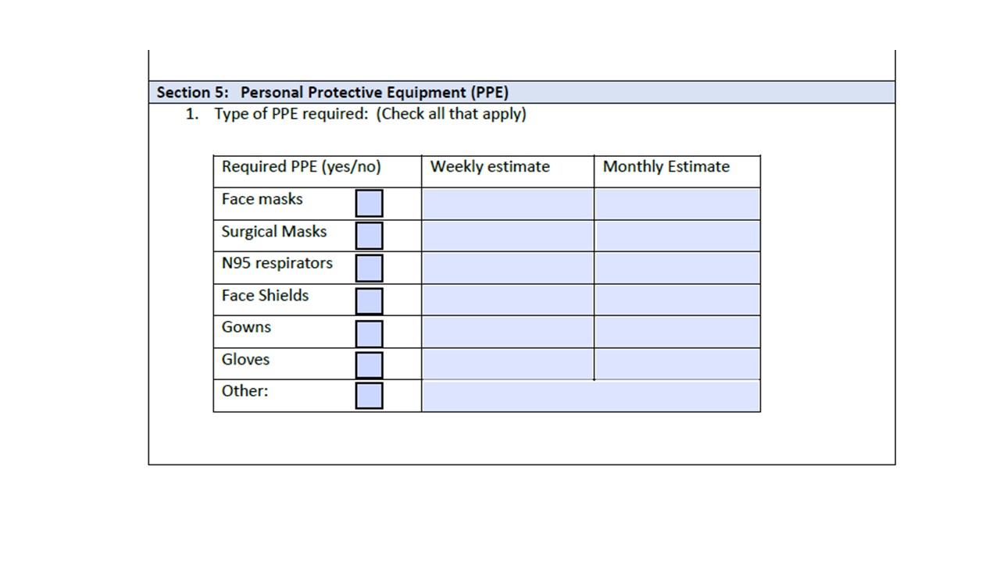 Section 5:   Personal Protective Equipment (PPE)
1.   Type of PPE required:  (Check all that apply)
Required PPE (yes/no)   Weekly estimate   Monthly Estimate
Face masks
Surgical Masks
N95 respirators
Face Shields
Gowns
Gloves
Other: